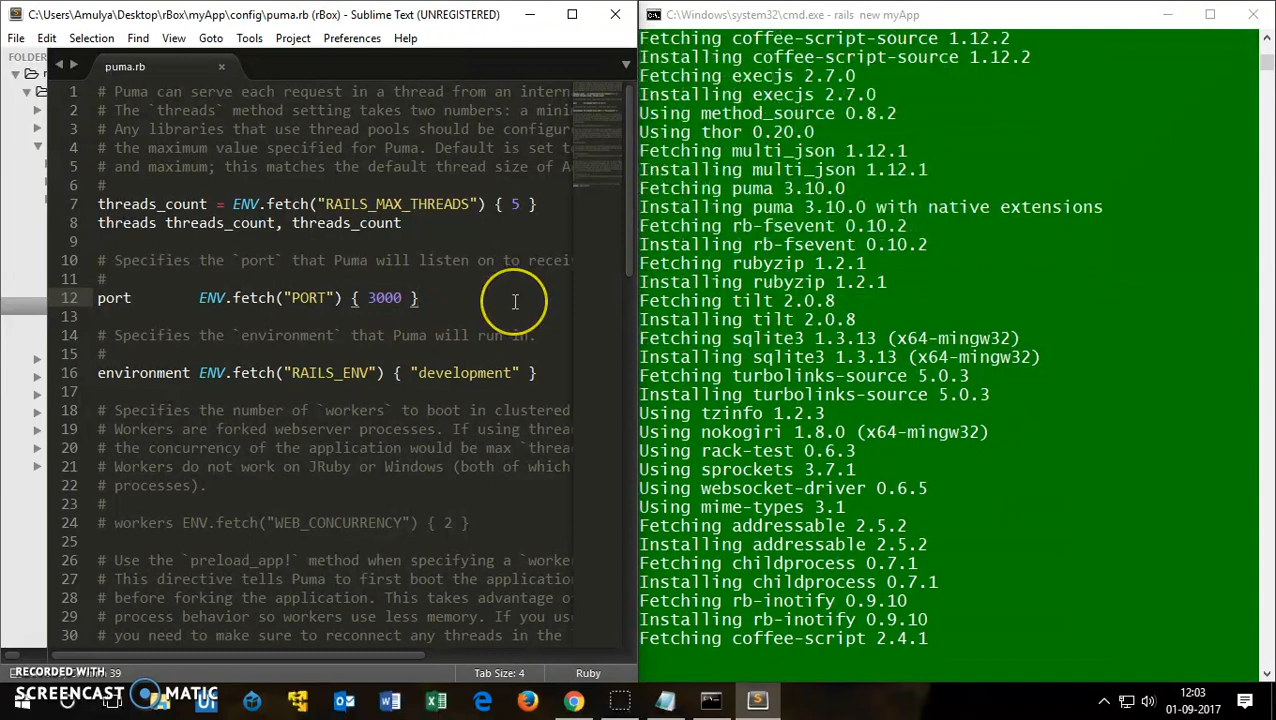 C:\Users\Amulya\Desktop\rBox\myApp\config\puma.rb (rBox) - Sublime Text (UNREGISTERED)
File Edit Selection Find View Goto Tools Project Preferences Help
FOLDER
puma.rb
1 # Puma can serve each request in a thread from an intern
2 # The `threads` method setting takes two numbers: a mini
3 # Any libraries that use thread pools should be configur
4 # the maximum value specified for Puma. Default is set t
5 # and maximum; this matches the default thread size of A
6 #
7 threads_count = ENV.fetch("RAILS_MAX_THREADS") { 5 }
8 threads threads_count, threads_count
9
10 # Specifies the `port` that Puma will listen on to recei
11 #
12 port        ENV.fetch("PORT") { 3000 }
13
14 # Specifies the `environment` that Puma will run in.
15 #
16 environment ENV.fetch("RAILS_ENV") { "development" }
17
18 # Specifies the number of `workers` to boot in clustered
19 # Workers are forked webserver processes. If using threa
20 # the concurrency of the application would be max `threa
21 # Workers do not work on JRuby or Windows (both of which
22 # processes).
23 #
24 # workers ENV.fetch("WEB_CONCURRENCY") { 2 }
25
26 # Use the `preload_app!` method when specifying a `worke
27 # This directive tells Puma to first boot the application
28 # before forking the application. This takes advantage o
29 # process behavior so workers use less memory. If you us
30 # you need to make sure to reconnect any threads in the
39
Tab Size: 4
Ruby
C:\Windows\system32\cmd.exe - rails new myApp
Fetching coffee-script-source 1.12.2
Installing coffee-script-source 1.12.2
Fetching execjs 2.7.0
Installing execjs 2.7.0
Using method_source 0.8.2
Using thor 0.20.0
Fetching multi_json 1.12.1
Installing multi_json 1.12.1
Fetching puma 3.10.0
Installing puma 3.10.0 with native extensions
Fetching rb-fsevent 0.10.2
Installing rb-fsevent 0.10.2
Fetching rubyzip 1.2.1
Installing rubyzip 1.2.1
Fetching tilt 2.0.8
Installing tilt 2.0.8
Fetching sqlite3 1.3.13 (x64-mingw32)
Installing sqlite3 1.3.13 (x64-mingw32)
Fetching turbolinks-source 5.0.3
Installing turbolinks-source 5.0.3
Using tzinfo 1.2.3
Using nokogiri 1.8.0 (x64-mingw32)
Using rack-test 0.6.3
Using sprockets 3.7.1
Using websocket-driver 0.6.5
Using mime-types 3.1
Fetching addressable 2.5.2
Installing addressable 2.5.2
Fetching childprocess 0.7.1
Installing childprocess 0.7.1
Fetching rb-inotify 0.9.10
Installing rb-inotify 0.9.10
Fetching coffee-script 2.4.1
RECORDED WITH
SCREENCAST MATIC
12:03
01-09-2017